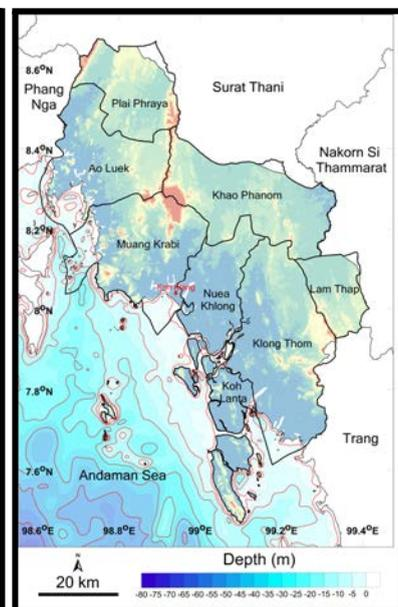 8.6°N
Phang
Nga
Plai Phraya
Surat Thani
8.4°N
Nakorn Si
Thammarat
Ao Luek
Khao Phanom
8.2°N
Muang Krabi
Nuea
Khlong
Lam Thap
8°N
Klong Thom
7.8°N
Koh
Lanta
Trang
7.6°N
Andaman Sea
98.6°E 98.8°E 99°E 99.2°E 99.4°E
N
20 km
Depth (m)
-80 -75 -70 -65 -60 -55 -50 -45 -40 -35 -30 -25 -20 -15 -10 -5 0